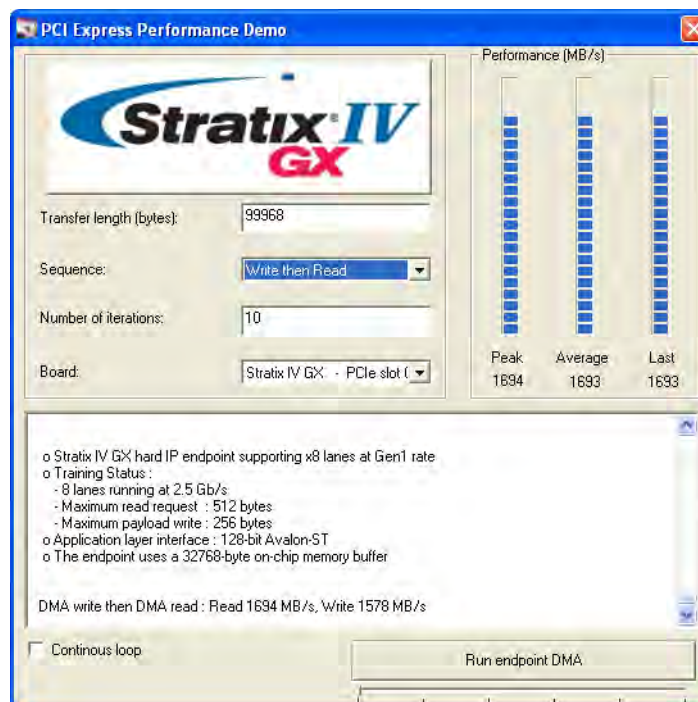 PCI Express Performance Demo
Performance (MB/s)
Stratix IV
GX
Transfer length (bytes):
99968
Sequence:
Write then Read
Number of iterations:
10
Board:
Stratix IV GX - PCIe slot (
Peak Average Last
1694 1693 1693
o Stratix IV GX hard IP endpoint supporting x8 lanes at Gen1 rate
o Training Status :
- 8 lanes running at 2.5 Gb/s
- Maximum read request : 512 bytes
- Maximum payload write : 256 bytes
o Application layer interface : 128-bit Avalon-ST
o The endpoint uses a 32768-byte on-chip memory buffer
DMA write then DMA read : Read 1694 MB/s, Write 1578 MB/s
Continous loop
Run endpoint DMA